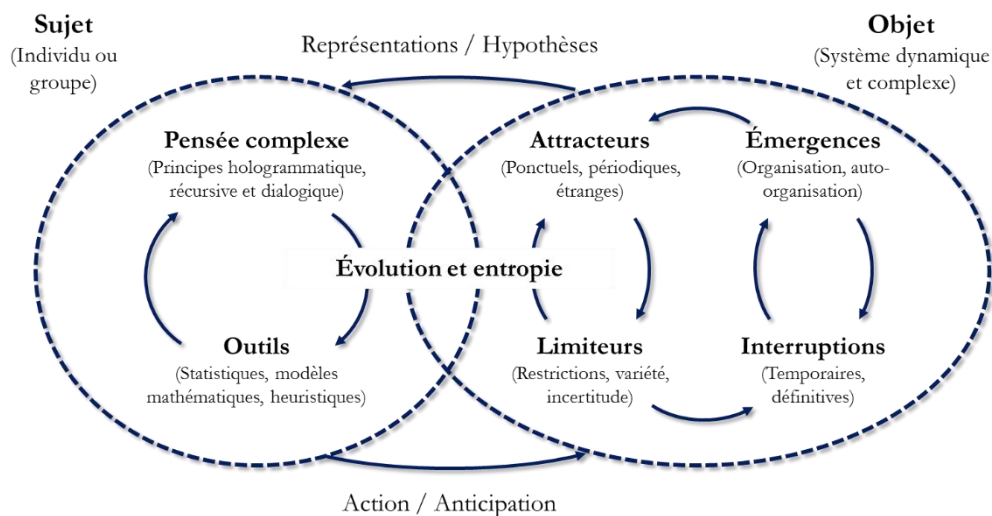 Sujet
(Individu ou
groupe)
Représentations / Hypothèses
Objet
(Système dynamique
et complexe)
Pensée complexe
(Principes hologrammatique,
récursive et dialogique)
Attracteurs
(Ponctuels, périodiques,
étranges)
Émergences
(Organisation, auto-
organisation)
Évolution et entropie
Outils
(Statistiques, modèles
mathématiques, heuristiques)
Limiteurs
(Restrictions, variété,
incertitude)
Interruptions
(Temporaires,
définitives)
Action / Anticipation